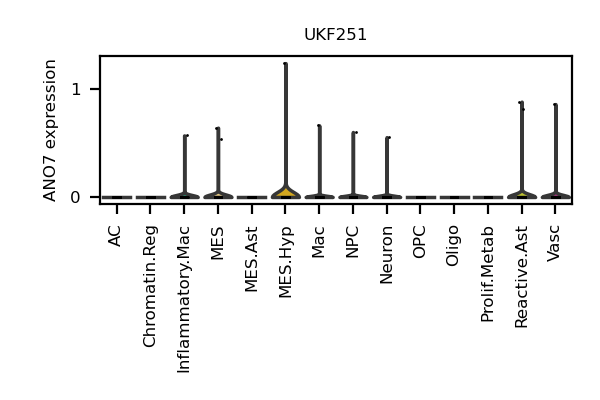 UKF251
ANO7 expression
1
0
AC
Chromatin.Reg
Inflammatory.Mac
MES
MES.Ast
MES.Hyp
Mac
NPC
Neuron
OPC
Oligo
Prolif.Metab
Reactive.Ast
Vasc